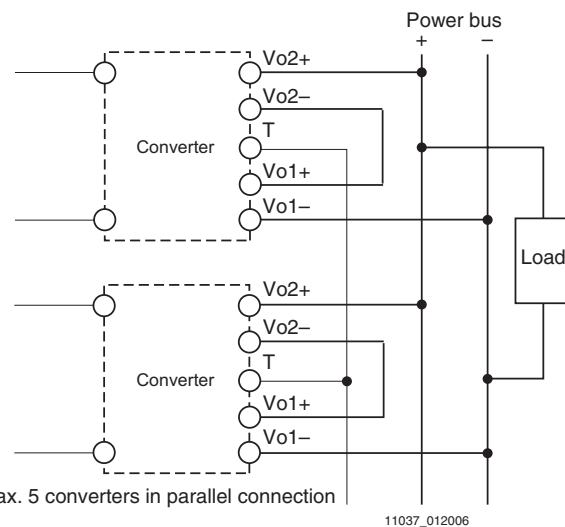 Power bus
+ −
Vo2+
Vo2–
T
Vo1+
Vo1–
Converter
Load
Vo2+
Vo2–
T
Vo1+
Vo1–
Converter
ax. 5 converters in parallel connection
11037_012006